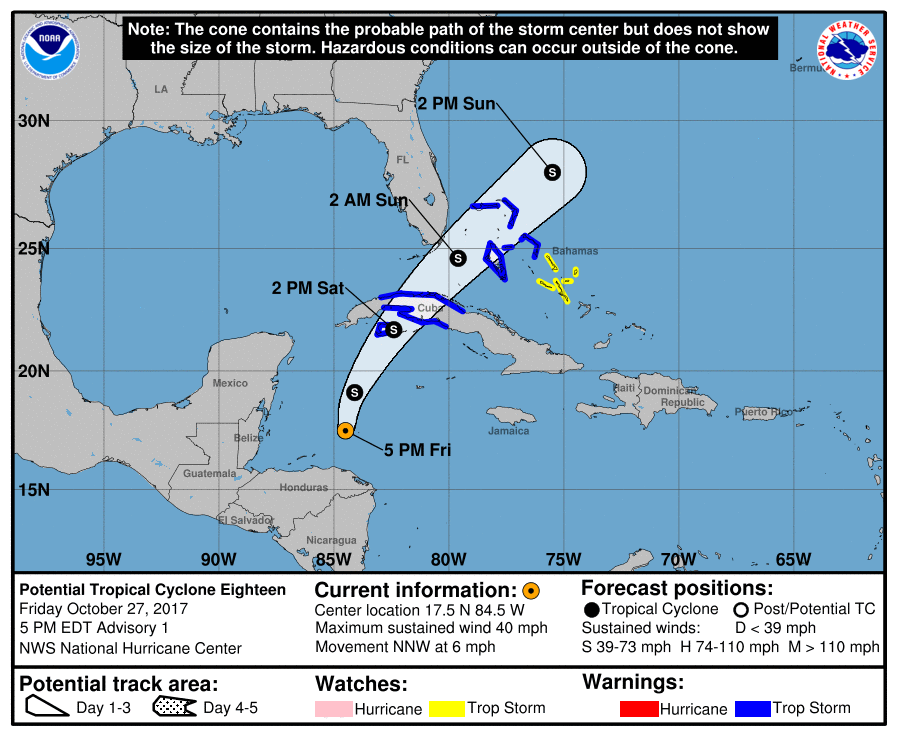 Note: The cone contains the probable path of the storm center but does not show
the size of the storm. Hazardous conditions can occur outside of the cone.
NOAA
NATIONAL WEATHER SERVICE
Bermu
LA
2 PM Sun
30N
FL
2 AM Sun
25N
Bahamas
2 PM Sat
Cuba
S
S
S
S
20N
Mexico
Haiti
Dominican
Republic
Puerto Rico
Jamaica
Belize
5 PM Fri
Guatemala
Honduras
15N
El Salvador
Nicaragua
95W 90W 85W 80W 75W 70W 65W
Potential Tropical Cyclone Eighteen
Friday October 27, 2017
5 PM EDT Advisory 1
NWS National Hurricane Center
Current information:
Center location 17.5 N 84.5 W
Maximum sustained wind 40 mph
Movement NNW at 6 mph
Forecast positions:
Tropical Cyclone Post/Potential TC
Sustained winds: D < 39 mph
S 39-73 mph H 74-110 mph M > 110 mph
Potential track area:
Day 1-3 Day 4-5
Watches:
Hurricane Trop Storm
Warnings:
Hurricane Trop Storm